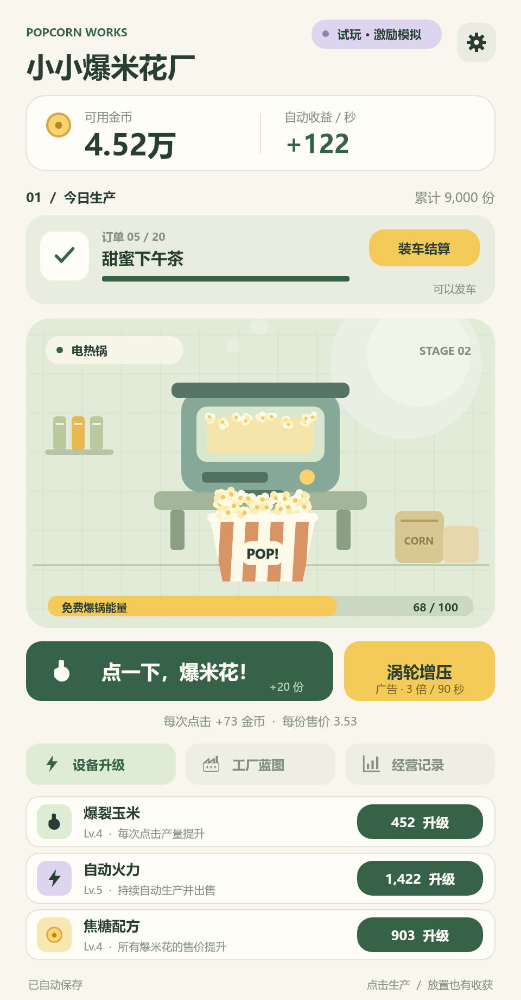 POPCORN WORKS
试玩・激励模拟
小小爆米花厂
可用金币
4.52万
自动收益 / 秒
+122
01 / 今日生产
累计 9,000 份
订单 05 / 20
甜蜜下午茶
装车结算
可以发车
电热锅
STAGE 02
CORN
POP!
免费爆锅能量
68 / 100
点一下，爆米花！
+20 份
涡轮增压
广告 · 3 倍 / 90 秒
每次点击 +73 金币 · 每份售价 3.53
设备升级
工厂蓝图
经营记录
爆裂玉米
Lv.4 · 每次点击产量提升
452 升级
自动火力
Lv.5 · 持续自动生产并出售
1,422 升级
焦糖配方
Lv.4 · 所有爆米花的售价提升
903 升级
已自动保存
点击生产 / 放置也有收获